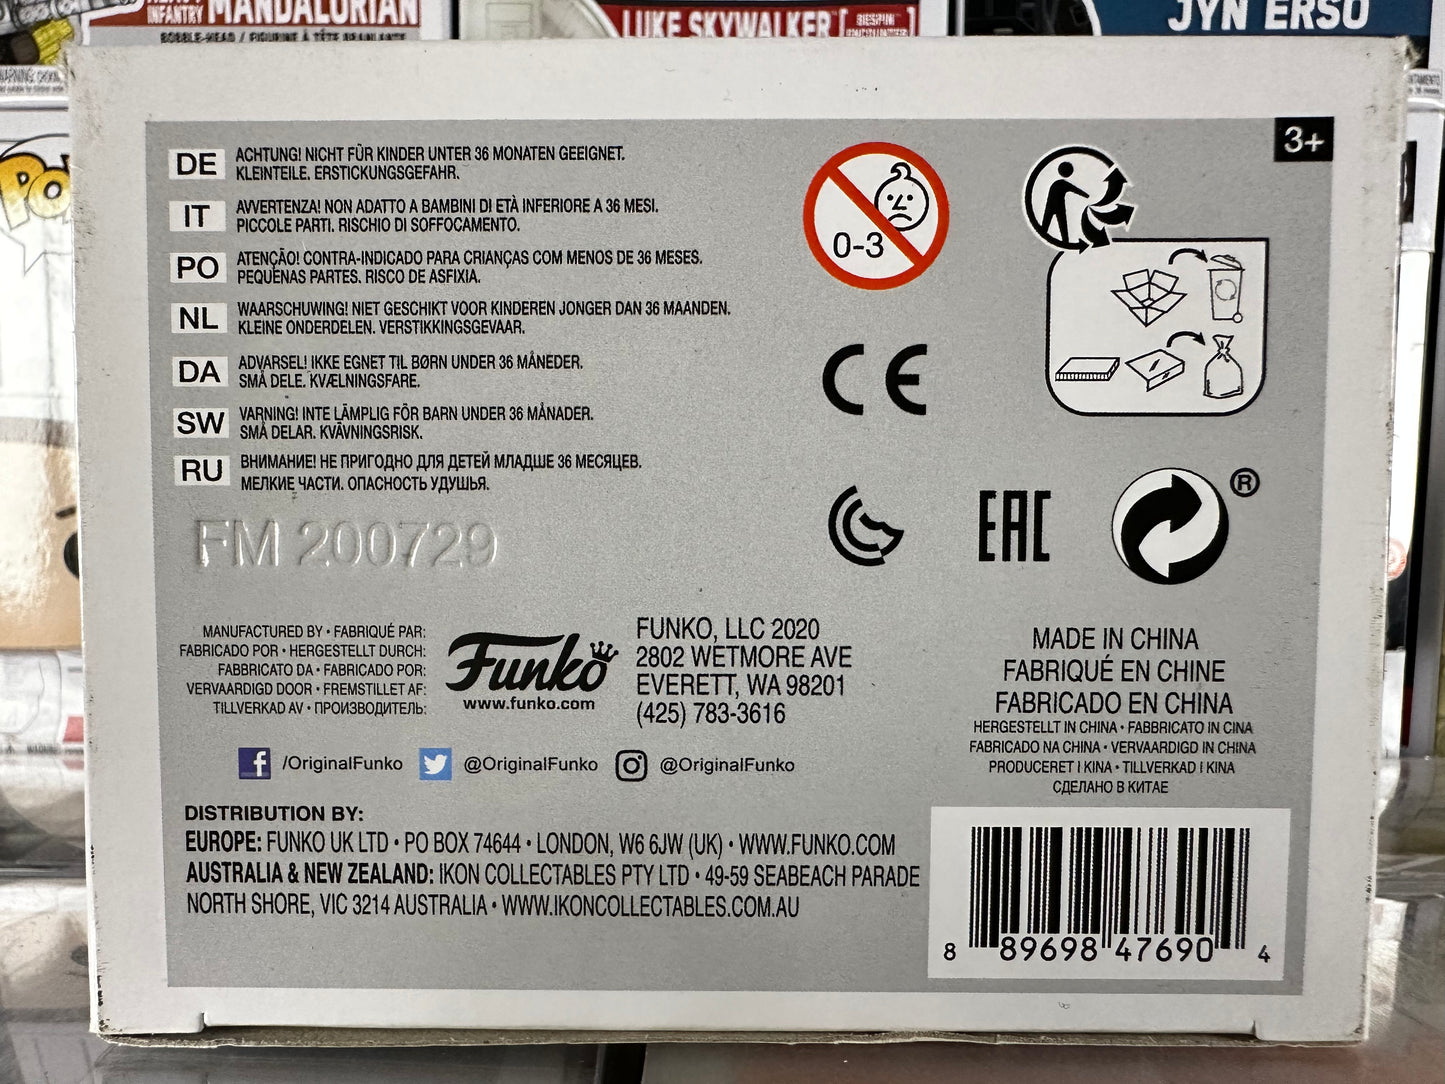 INFANTRY MANDALORIAN
BOBBLE-HEAD / FIGURINE À TÊTE BRANLANTE
LUKE SKYWALKER [BESPIN]
JYN ERSO
3+
DE ACHTUNG! NICHT FÜR KINDER UNTER 36 MONATEN GEEIGNET.
KLEINTEILE. ERSTICKUNGSGEFAHR.
IT AVVERTENZA! NON ADATTO A BAMBINI DI ETÀ INFERIORE A 36 MESI.
PICCOLE PARTI. RISCHIO DI SOFFOCAMENTO.
PO ATENÇÃO! CONTRA-INDICADO PARA CRIANÇAS COM MENOS DE 36 MESES.
PEQUENAS PARTES. RISCO DE ASFIXIA.
NL WAARSCHUWING! NIET GESCHIKT VOOR KINDEREN JONGER DAN 36 MAANDEN.
KLEINE ONDERDELEN. VERSTIKKINGSGEVAAR.
DA ADVARSEL! IKKE EGNET TIL BØRN UNDER 36 MÅNEDER.
SMÅ DELE. KVÆLNINGSFARE.
SW VARNING! INTE LÄMPLIG FÖR BARN UNDER 36 MÅNADER.
SMÅ DELAR. KVÄVNINGSRISK.
RU ВНИМАНИЕ! НЕ ПРИГОДНО ДЛЯ ДЕТЕЙ МЛАДШЕ 36 МЕСЯЦЕВ.
МЕЛКИЕ ЧАСТИ. ОПАСНОСТЬ УДУШЬЯ.
0-3
CE
EAC
®
FM 200729
MANUFACTURED BY • FABRIQUÉ PAR:
FABRICADO POR • HERGESTELLT DURCH:
FABBRICATO DA • FABRICADO POR:
VERVAARDIGD DOOR • FREMSTILLET AF:
TILLVERKAD AV • ПРОИЗВОДИТЕЛЬ:
Funko
www.funko.com
FUNKO, LLC 2020
2802 WETMORE AVE
EVERETT, WA 98201
(425) 783-3616
MADE IN CHINA
FABRIQUÉ EN CHINE
FABRICADO EN CHINA
HERGESTELLT IN CHINA • FABBRICATO IN CINA
FABRICADO NA CHINA • VERVAARDIGD IN CHINA
PRODUCERET I KINA • TILLVERKAD I KINA
СДЕЛАНО В КИТАЕ
/OriginalFunko @OriginalFunko @OriginalFunko
DISTRIBUTION BY:
EUROPE: FUNKO UK LTD • PO BOX 74644 • LONDON, W6 6JW (UK) • WWW.FUNKO.COM
AUSTRALIA & NEW ZEALAND: IKON COLLECTABLES PTY LTD • 49-59 SEABEACH PARADE
NORTH SHORE, VIC 3214 AUSTRALIA • WWW.IKONCOLLECTABLES.COM.AU
8 89698 47690 4